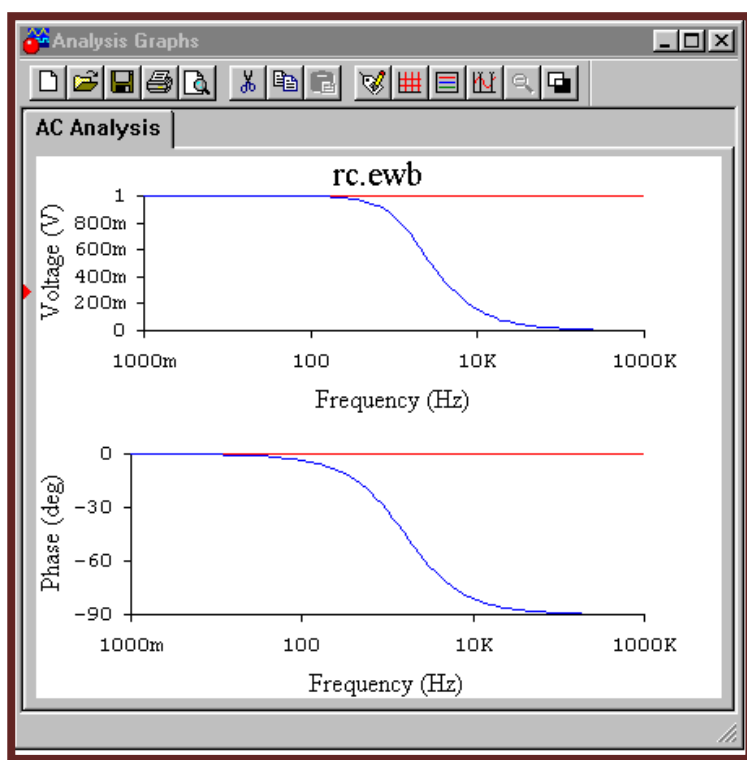 Analysis Graphs
AC Analysis
rc.ewb
Voltage (V)
1
800m
600m
400m
200m
0
1000m 100 10K 1000K
Frequency (Hz)
Phase (deg)
0
-30
-60
-90
1000m 100 10K 1000K
Frequency (Hz)